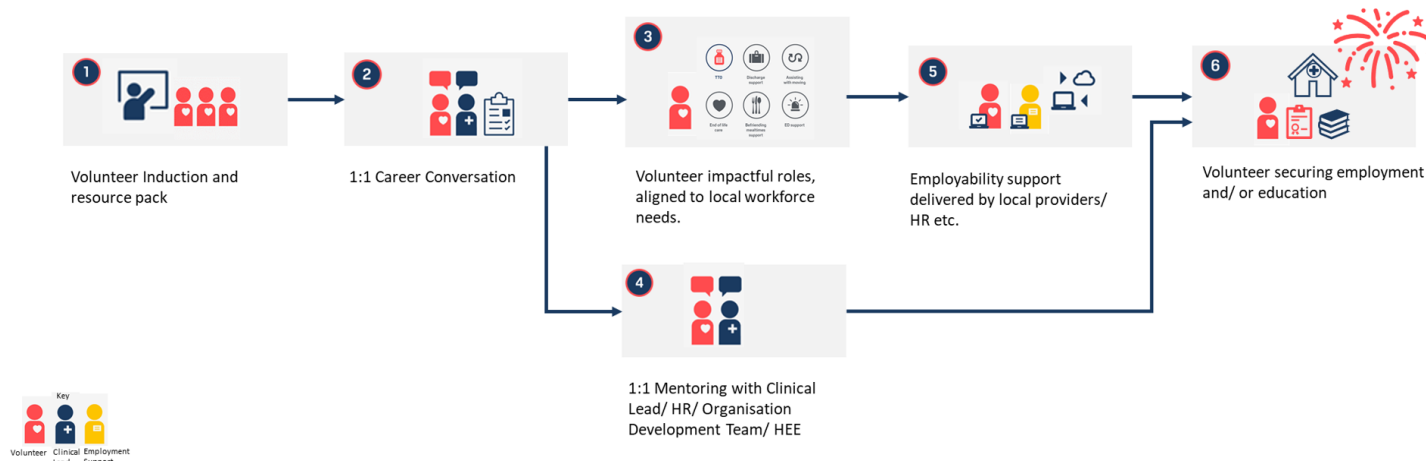 1
Volunteer Induction and
resource pack
2
1:1 Career Conversation
3
TTO
Discharge
support
Assisting
with moving
End of life
care
Befriending
mealtimes
support
ED support
Volunteer impactful roles,
aligned to local workforce
needs.
4
1:1 Mentoring with Clinical
Lead/ HR/ Organisation
Development Team/ HEE
5
Employability support
delivered by local providers/
HR etc.
6
Volunteer securing employment
and/ or education
Key
Volunteer
Clinical
Lead
Employment
Support